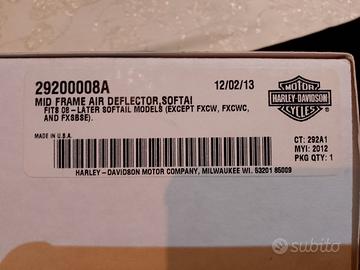 29200008A
12/02/13
MID FRAME AIR DEFLECTOR,SOFTAI
FITS 08-LATER SOFTAIL MODELS (EXCEPT FXCW, FXCWC,
AND FXSBSE).
MOTOR
HARLEY-DAVIDSON
CYCLES
MADE IN U.S.A.
CT: 292A1
MYI: 2012
PKG QTY: 1
HARLEY-DAVIDSON MOTOR COMPANY, MILWAUKEE WI. 53201 85009
subito